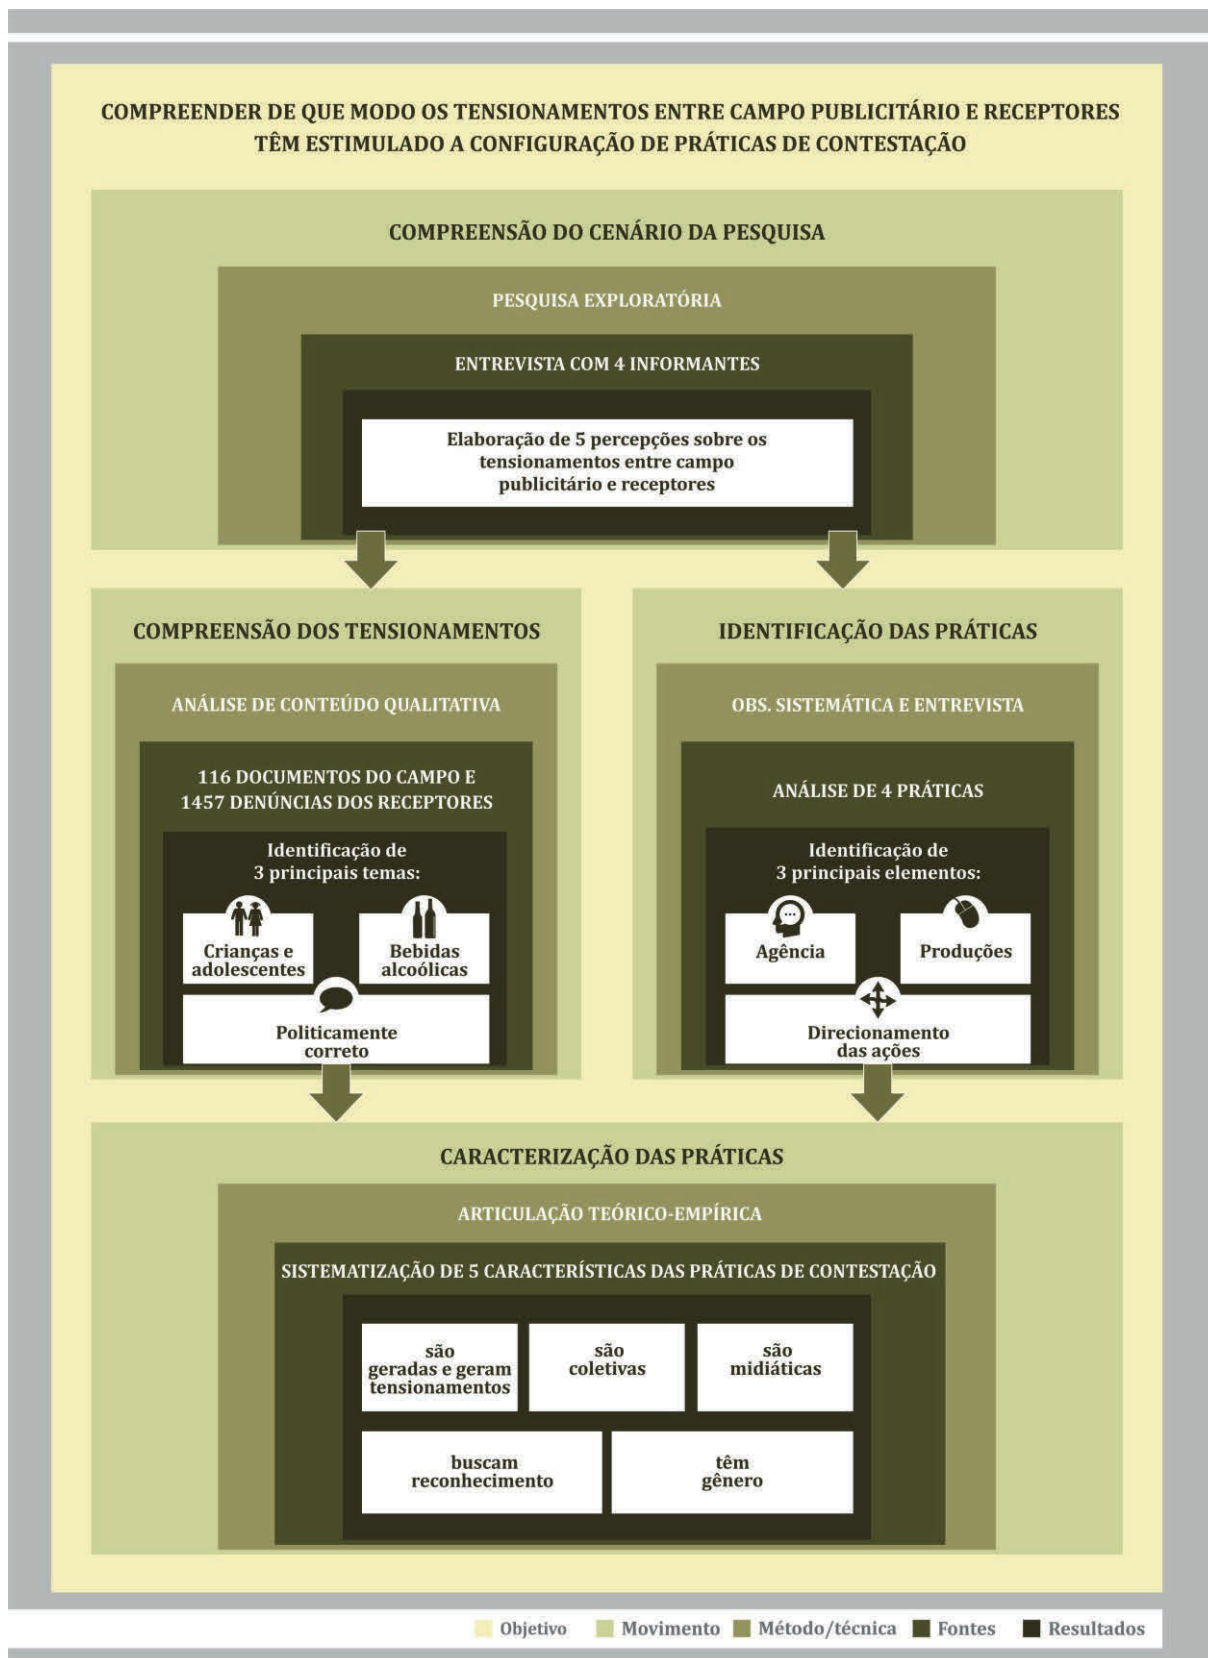 COMPREENDER DE QUE MODO OS TENSIONAMENTOS ENTRE CAMPO PUBLICITÁRIO E RECEPTORES
TÊM ESTIMULADO A CONFIGURAÇÃO DE PRÁTICAS DE CONTESTAÇÃO
COMPREENSÃO DO CENÁRIO DA PESQUISA
PESQUISA EXPLORATÓRIA
ENTREVISTA COM 4 INFORMANTES
Elaboração de 5 percepções sobre os
tensionamentos entre campo
publicitário e receptores
COMPREENSÃO DOS TENSIONAMENTOS
ANÁLISE DE CONTEÚDO QUALITATIVA
116 DOCUMENTOS DO CAMPO E
1457 DENÚNCIAS DOS RECEPTORES
Identificação de
3 principais temas:
Crianças e
adolescentes
Bebidas
alcoólicas
Politicamente
correto
IDENTIFICAÇÃO DAS PRÁTICAS
OBS. SISTEMÁTICA E ENTREVISTA
ANÁLISE DE 4 PRÁTICAS
Identificação de
3 principais elementos:
Agência
Produções
Direcionamento
das ações
CARACTERIZAÇÃO DAS PRÁTICAS
ARTICULAÇÃO TEÓRICO-EMPÍRICA
SISTEMATIZAÇÃO DE 5 CARACTERÍSTICAS DAS PRÁTICAS DE CONTESTAÇÃO
são
geradas e geram
tensionamentos
são
coletivas
são
midiáticas
buscam
reconhecimento
têm
gênero
Objetivo
Movimento
Método/técnica
Fontes
Resultados